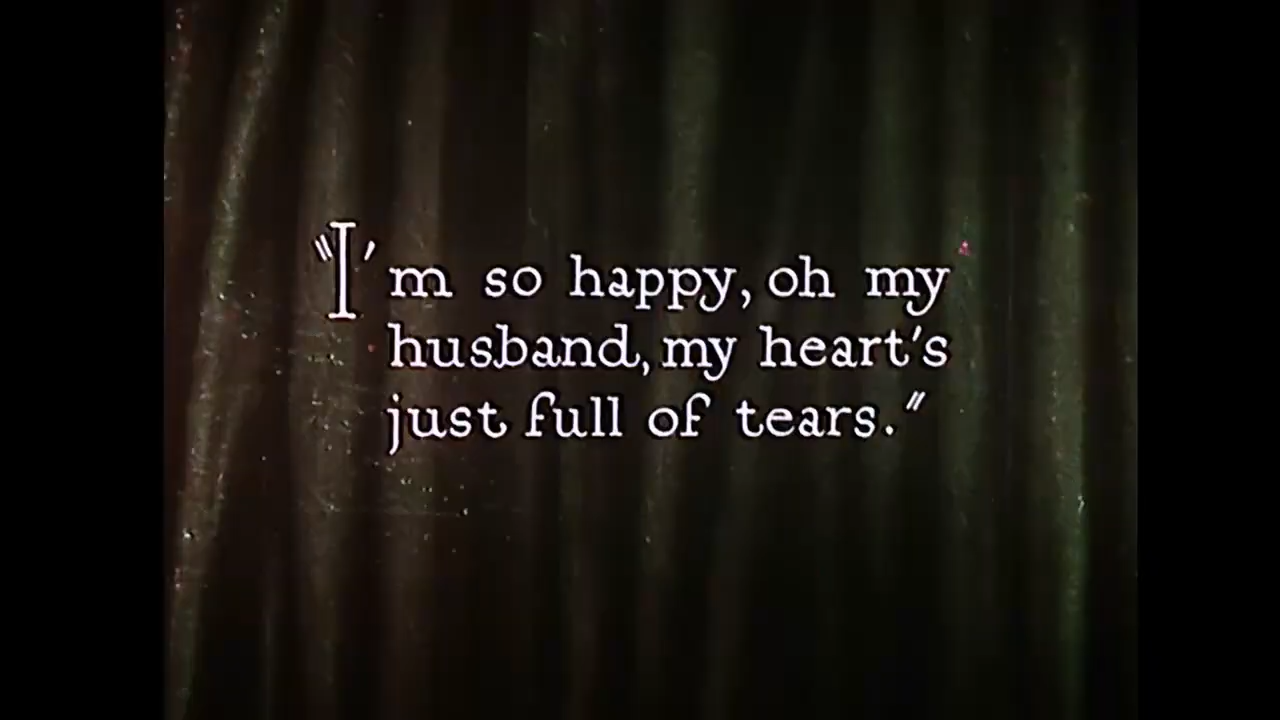 "I'm so happy, oh my
husband, my heart's
just full of tears."